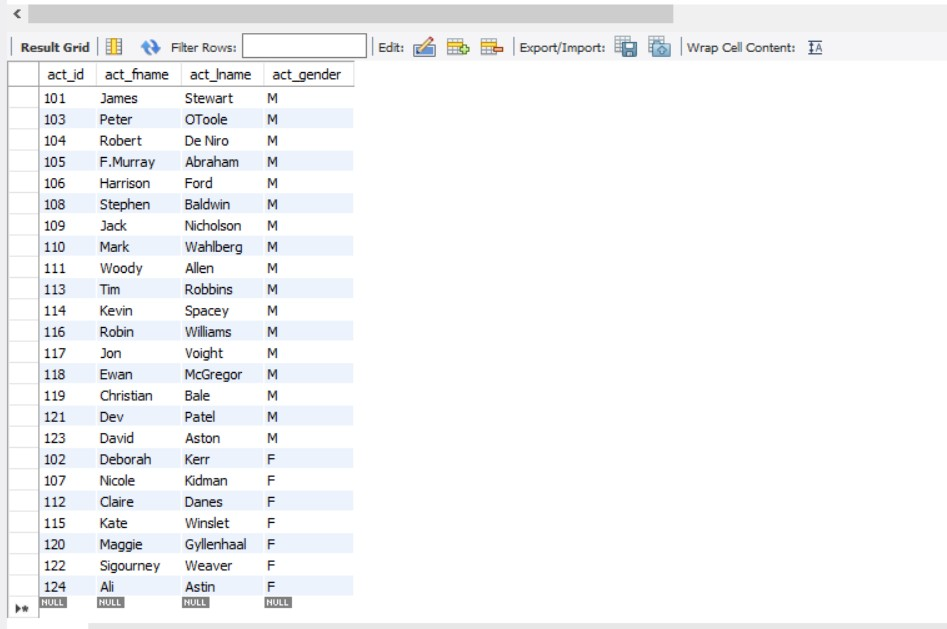 Result Grid Filter Rows: Edit: Export/Import: Wrap Cell Content: IA
act_id act_fname act_lname act_gender
101 James Stewart M
103 Peter OToole M
104 Robert De Niro M
105 F.Murray Abraham M
106 Harrison Ford M
108 Stephen Baldwin M
109 Jack Nicholson M
110 Mark Wahlberg M
111 Woody Allen M
113 Tim Robbins M
114 Kevin Spacey M
116 Robin Williams M
117 Jon Voight M
118 Ewan McGregor M
119 Christian Bale M
121 Dev Patel M
123 David Aston M
102 Deborah Kerr F
107 Nicole Kidman F
112 Claire Danes F
115 Kate Winslet F
120 Maggie Gyllenhaal F
122 Sigourney Weaver F
124 Ali Astin F
NULL NULL NULL NULL